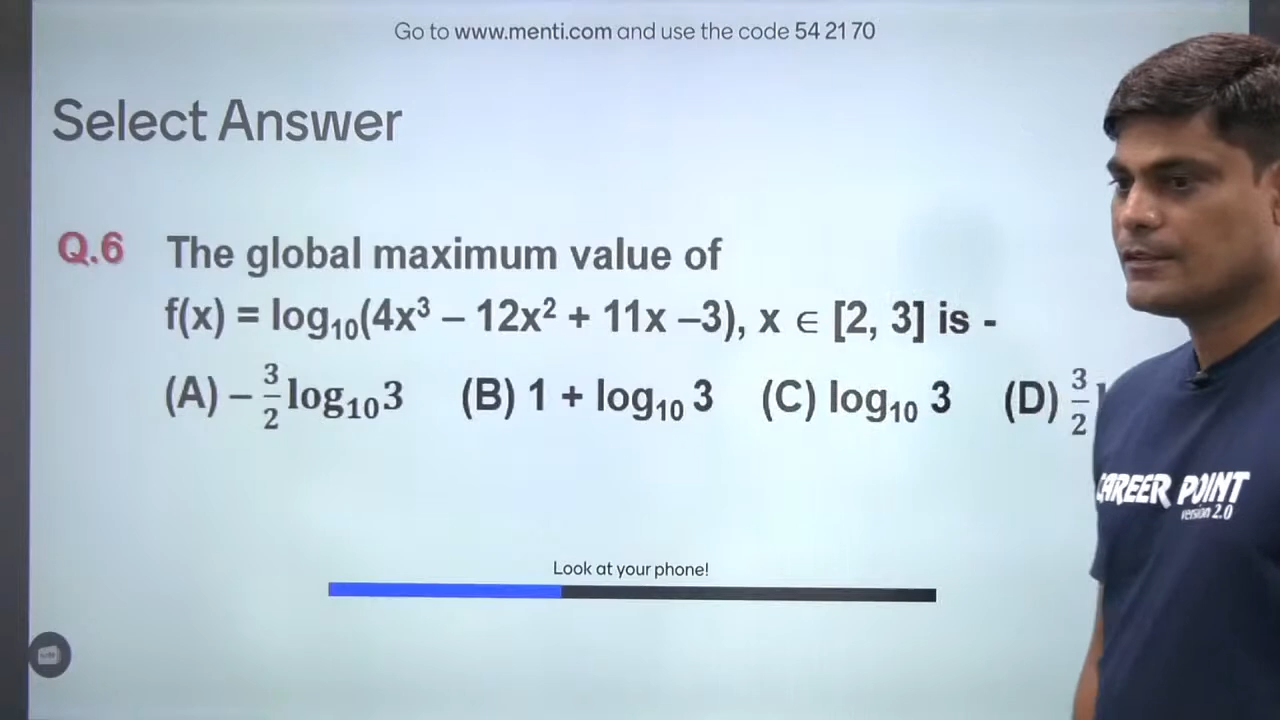 Go to www.menti.com and use the code 54 21 70
Select Answer
Q.6 The global maximum value of
f(x) = log₁₀(4x³ – 12x² + 11x –3), x ∈ [2, 3] is -
(A) – 3/2 log₁₀3 (B) 1 + log₁₀ 3 (C) log₁₀ 3 (D) 3/2
Look at your phone!
CAREER POINT
version 2.0